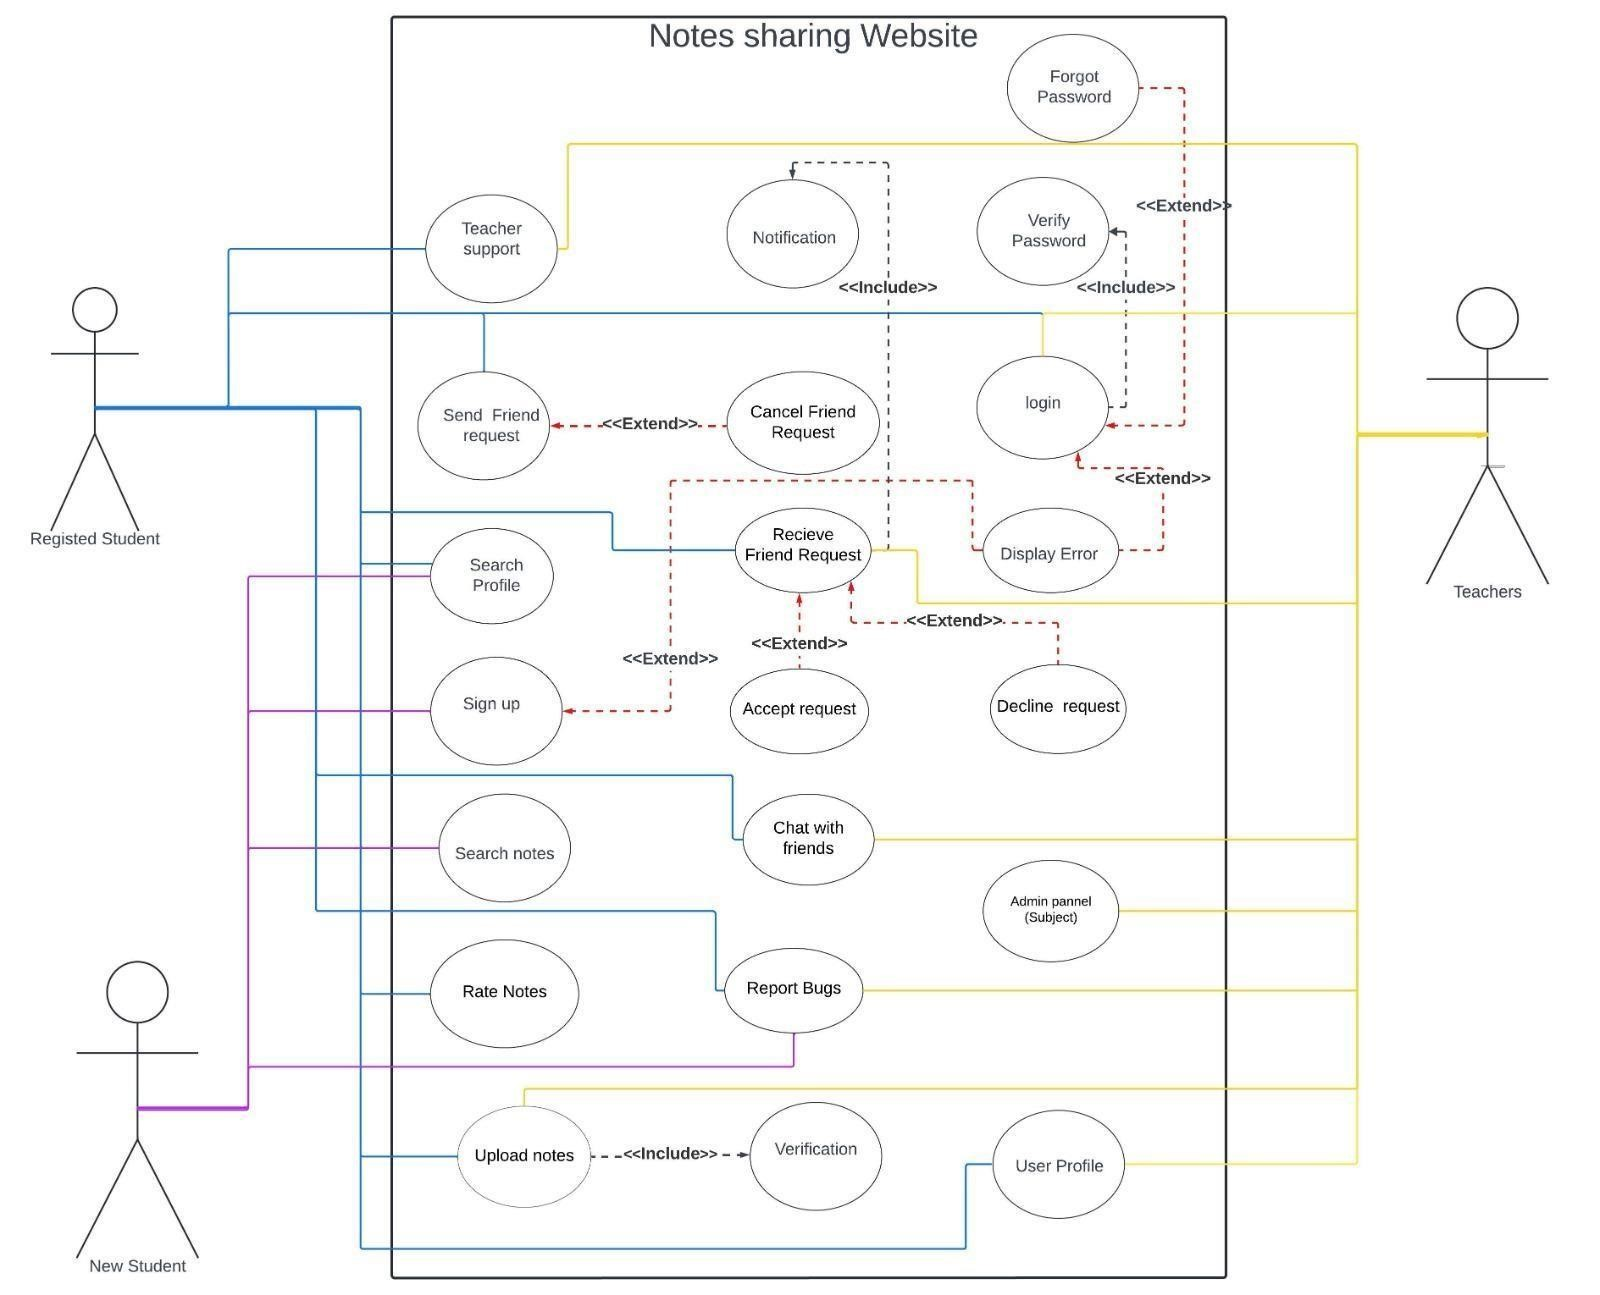 Notes sharing Website
Forgot
Password
<<Extend>>
Teacher
support
Notification
Verify
Password
<<Include>>
<<Include>>
Send  Friend
request
<<Extend>>
Cancel Friend
Request
login
<<Extend>>
Registed Student
Search
Profile
Recieve
Friend Request
Display Error
Teachers
<<Extend>>
<<Extend>>
<<Extend>>
Sign up
Accept request
Decline  request
Chat with
friends
Search notes
Admin pannel
(Subject)
Rate Notes
Report Bugs
Upload notes
<<Include>>
Verification
User Profile
New Student